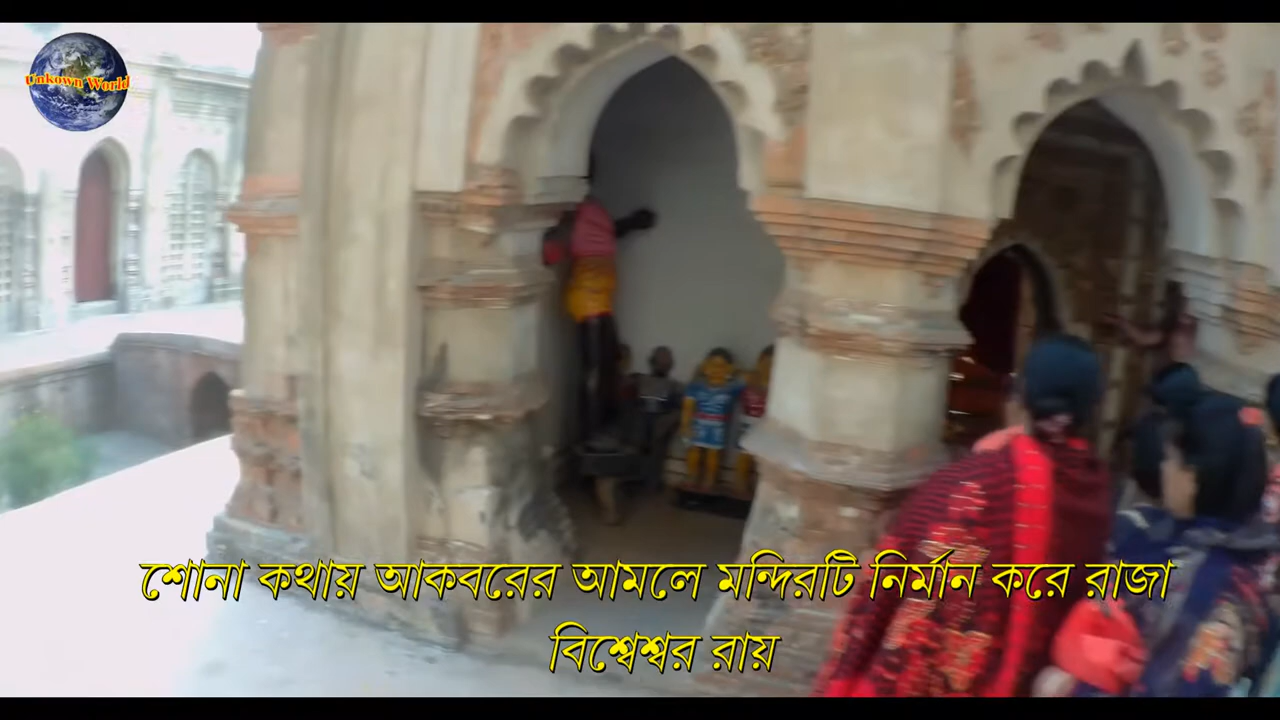 Unkown World
শোনা কথায় আকবরের আমলে মন্দিরটি নির্মান করে রাজা
বিশ্বেশ্বর রায়